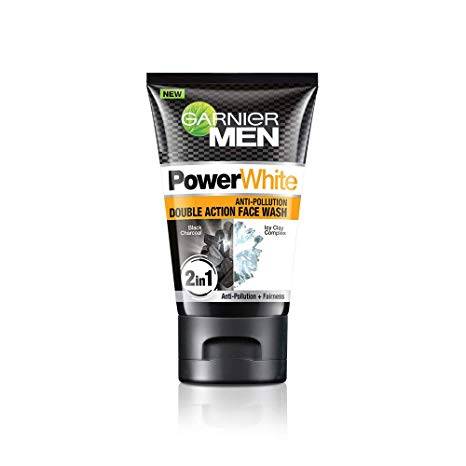 NEW
GARNIER
MEN
PowerWhite
ANTI-POLLUTION
DOUBLE ACTION FACE WASH
Black
Charcoal
Icy Clay
Complex
2in1
Anti-Pollution + Fairness